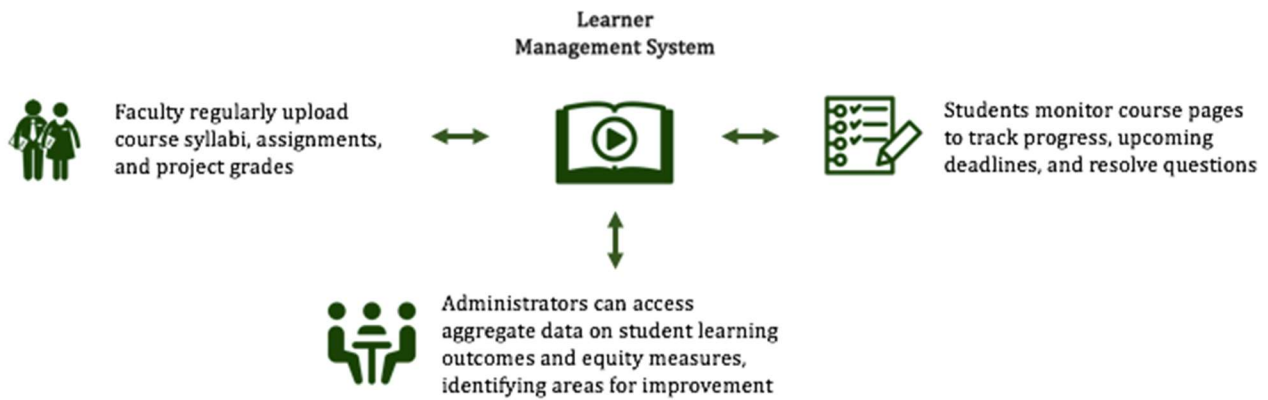 Learner
Management System
Faculty regularly upload
course syllabi, assignments,
and project grades
Students monitor course pages
to track progress, upcoming
deadlines, and resolve questions
Administrators can access
aggregate data on student learning
outcomes and equity measures,
identifying areas for improvement